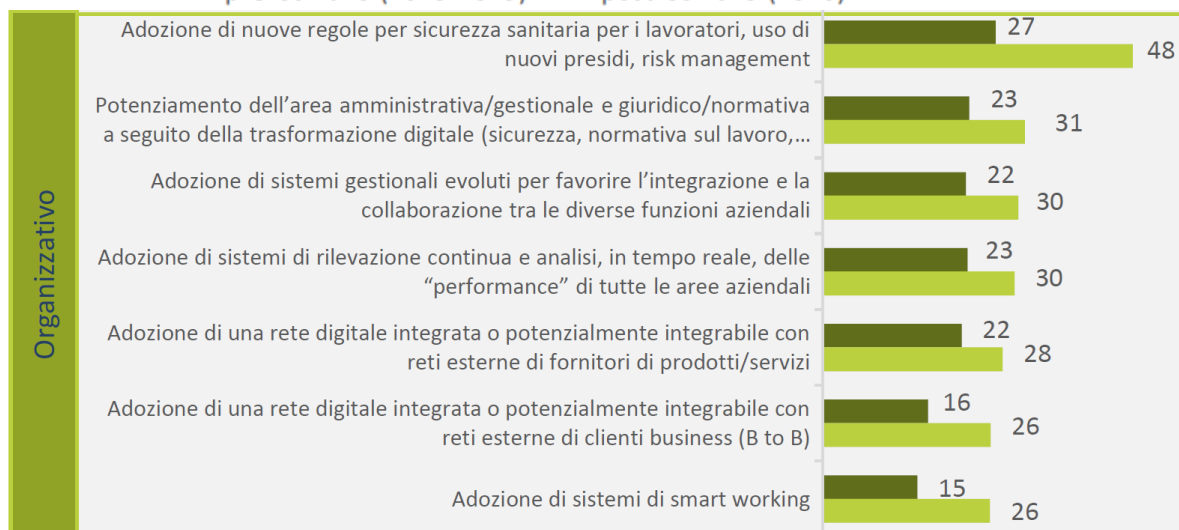 Adozione di nuove regole per sicurezza sanitaria per i lavoratori, uso di
nuovi presidi, risk management
27
48
Potenziamento dell'area amministrativa/gestionale e giuridico/normativa
a seguito della trasformazione digitale (sicurezza, normativa sul lavoro,...
23
31
Organizzativo
Adozione di sistemi gestionali evoluti per favorire l'integrazione e la
collaborazione tra le diverse funzioni aziendali
22
30
Adozione di sistemi di rilevazione continua e analisi, in tempo reale, delle
"performance" di tutte le aree aziendali
23
30
Adozione di una rete digitale integrata o potenzialmente integrabile con
reti esterne di fornitori di prodotti/servizi
22
28
Adozione di una rete digitale integrata o potenzialmente integrabile con
reti esterne di clienti business (B to B)
16
26
Adozione di sistemi di smart working
15
26